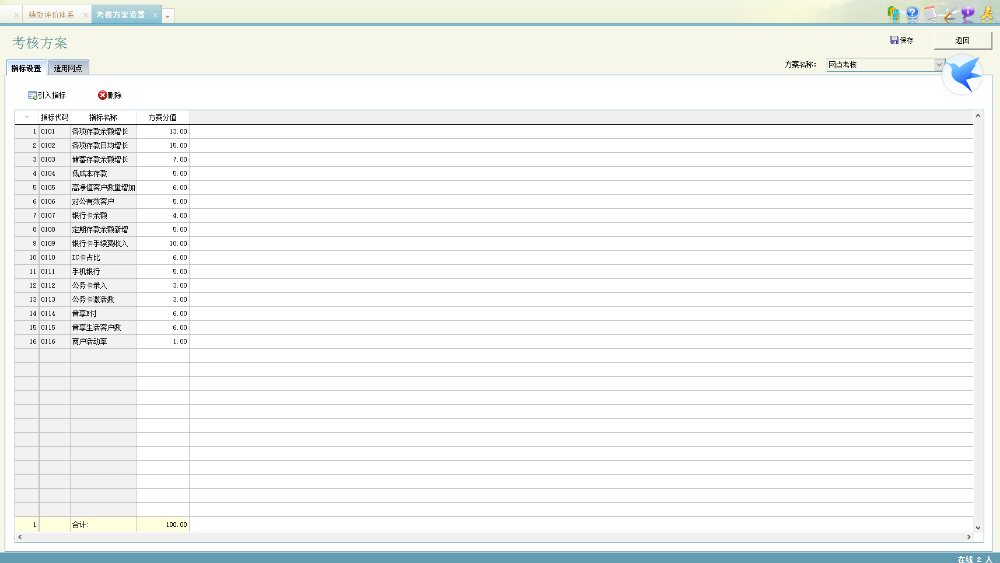 绩效评价体系 考核方案设置
考核方案
保存 返回
指标设置 适用网点 方案名称: 网点考核
引入指标 删除
- 指标代码 指标名称 方案分值
1 0101 各项存款余额增长 13.00
2 0102 各项存款日均增长 15.00
3 0103 储蓄存款余额增长 7.00
4 0104 低成本存款 5.00
5 0105 高净值客户数量增加 6.00
6 0106 对公有效客户 5.00
7 0107 银行卡余额 4.00
8 0108 定期存款余额新增 5.00
9 0109 银行卡手续费收入 10.00
10 0110 IC卡占比 6.00
11 0111 手机银行 5.00
12 0112 公务卡录入 3.00
13 0113 公务卡激活数 3.00
14 0114 晋享E付 6.00
15 0115 晋享生活客户数 6.00
16 0116 商户活动率 1.00
1 合计: 100.00
在线 2 人